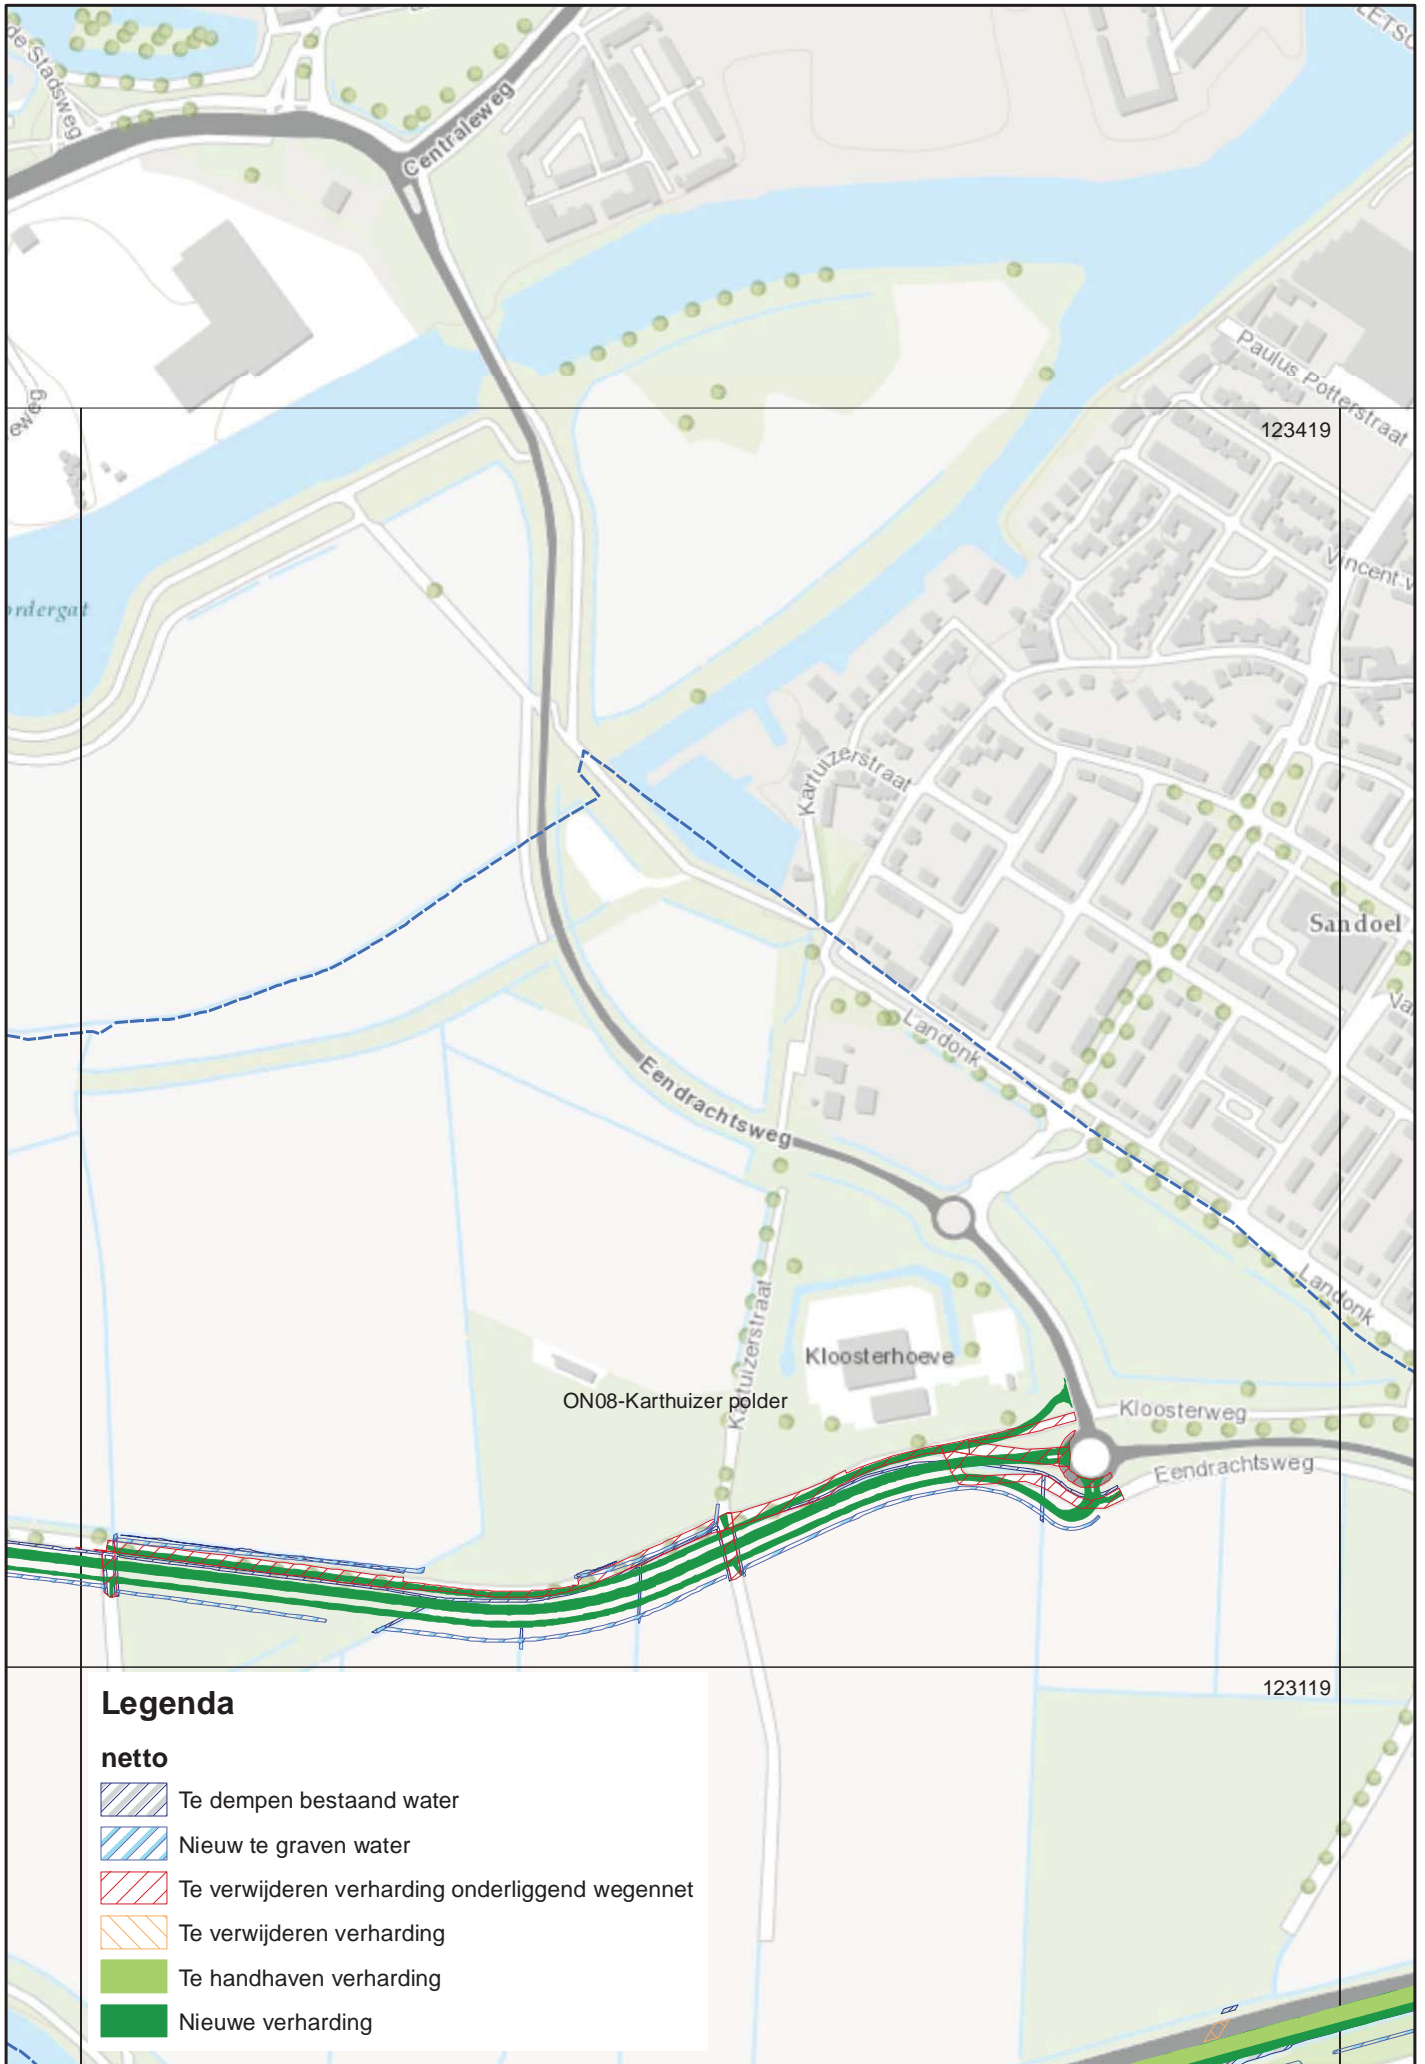 de Stadsweg
Centraleweg
Paulus Potterstraat
123419
Vincent v
rdergat
Kartuizerstraat
Sandoel
Landonk
Eendrachtsweg
Landonk
Kartuizerstraat
Kloosterhoeve
ON08-Karthuizer polder
Kloosterweg
Eendrachtsweg
123119
Legenda
netto
Te dempen bestaand water
Nieuw te graven water
Te verwijderen verharding onderliggend wegennet
Te verwijderen verharding
Te handhaven verharding
Nieuwe verharding